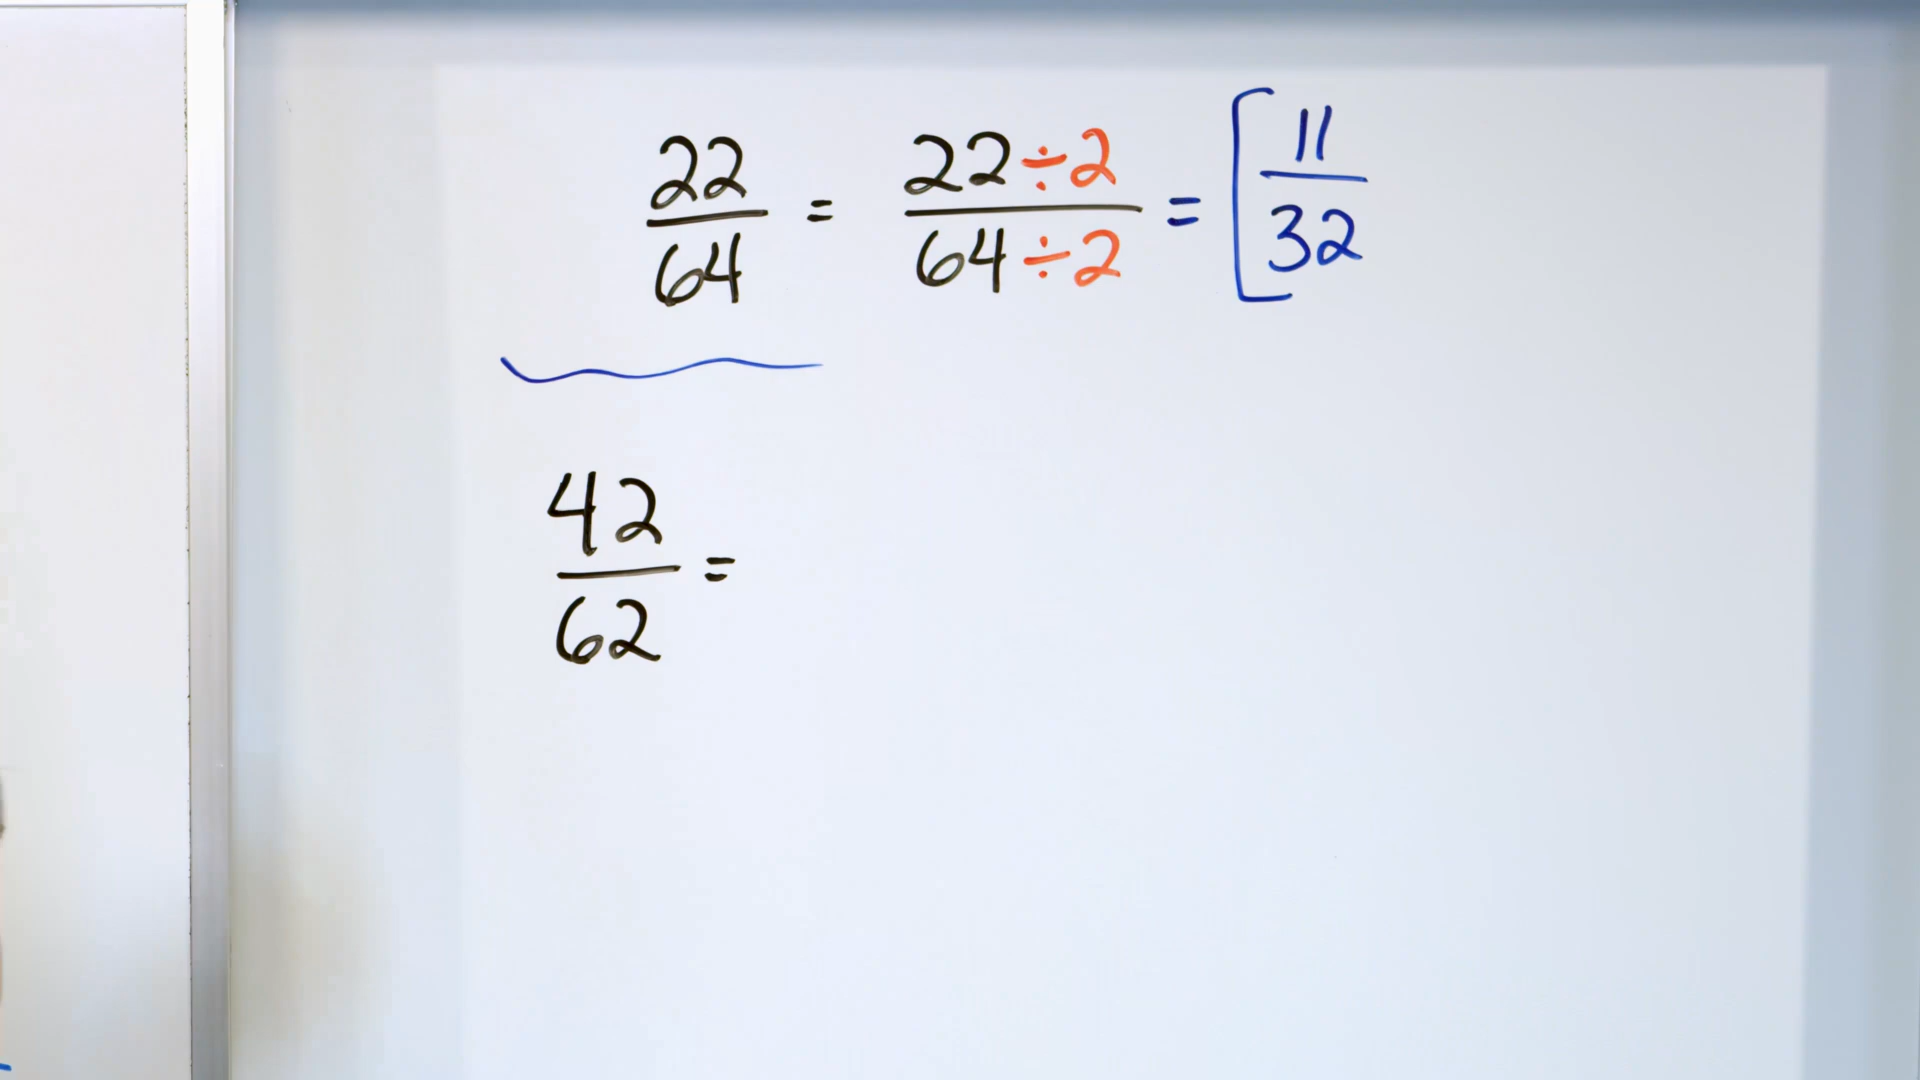 22/64 = 22÷2/64÷2 = [11/32
42/62 =